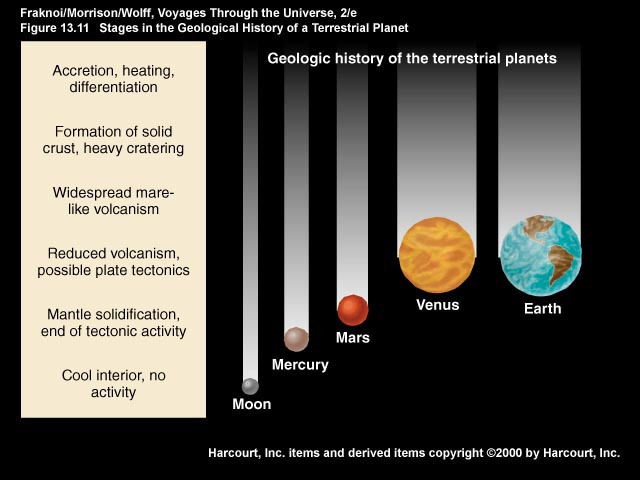 Fraknoi/Morrison/Wolff, Voyages Through the Universe, 2/e
Figure 13.11 Stages in the Geological History of a Terrestrial Planet
Geologic history of the terrestrial planets
Accretion, heating,
differentiation
Formation of solid
crust, heavy cratering
Widespread mare-
like volcanism
Reduced volcanism,
possible plate tectonics
Mantle solidification,
end of tectonic activity
Cool interior, no
activity
Moon
Mercury
Mars
Venus
Earth
Harcourt, Inc. items and derived items copyright ©2000 by Harcourt, Inc.